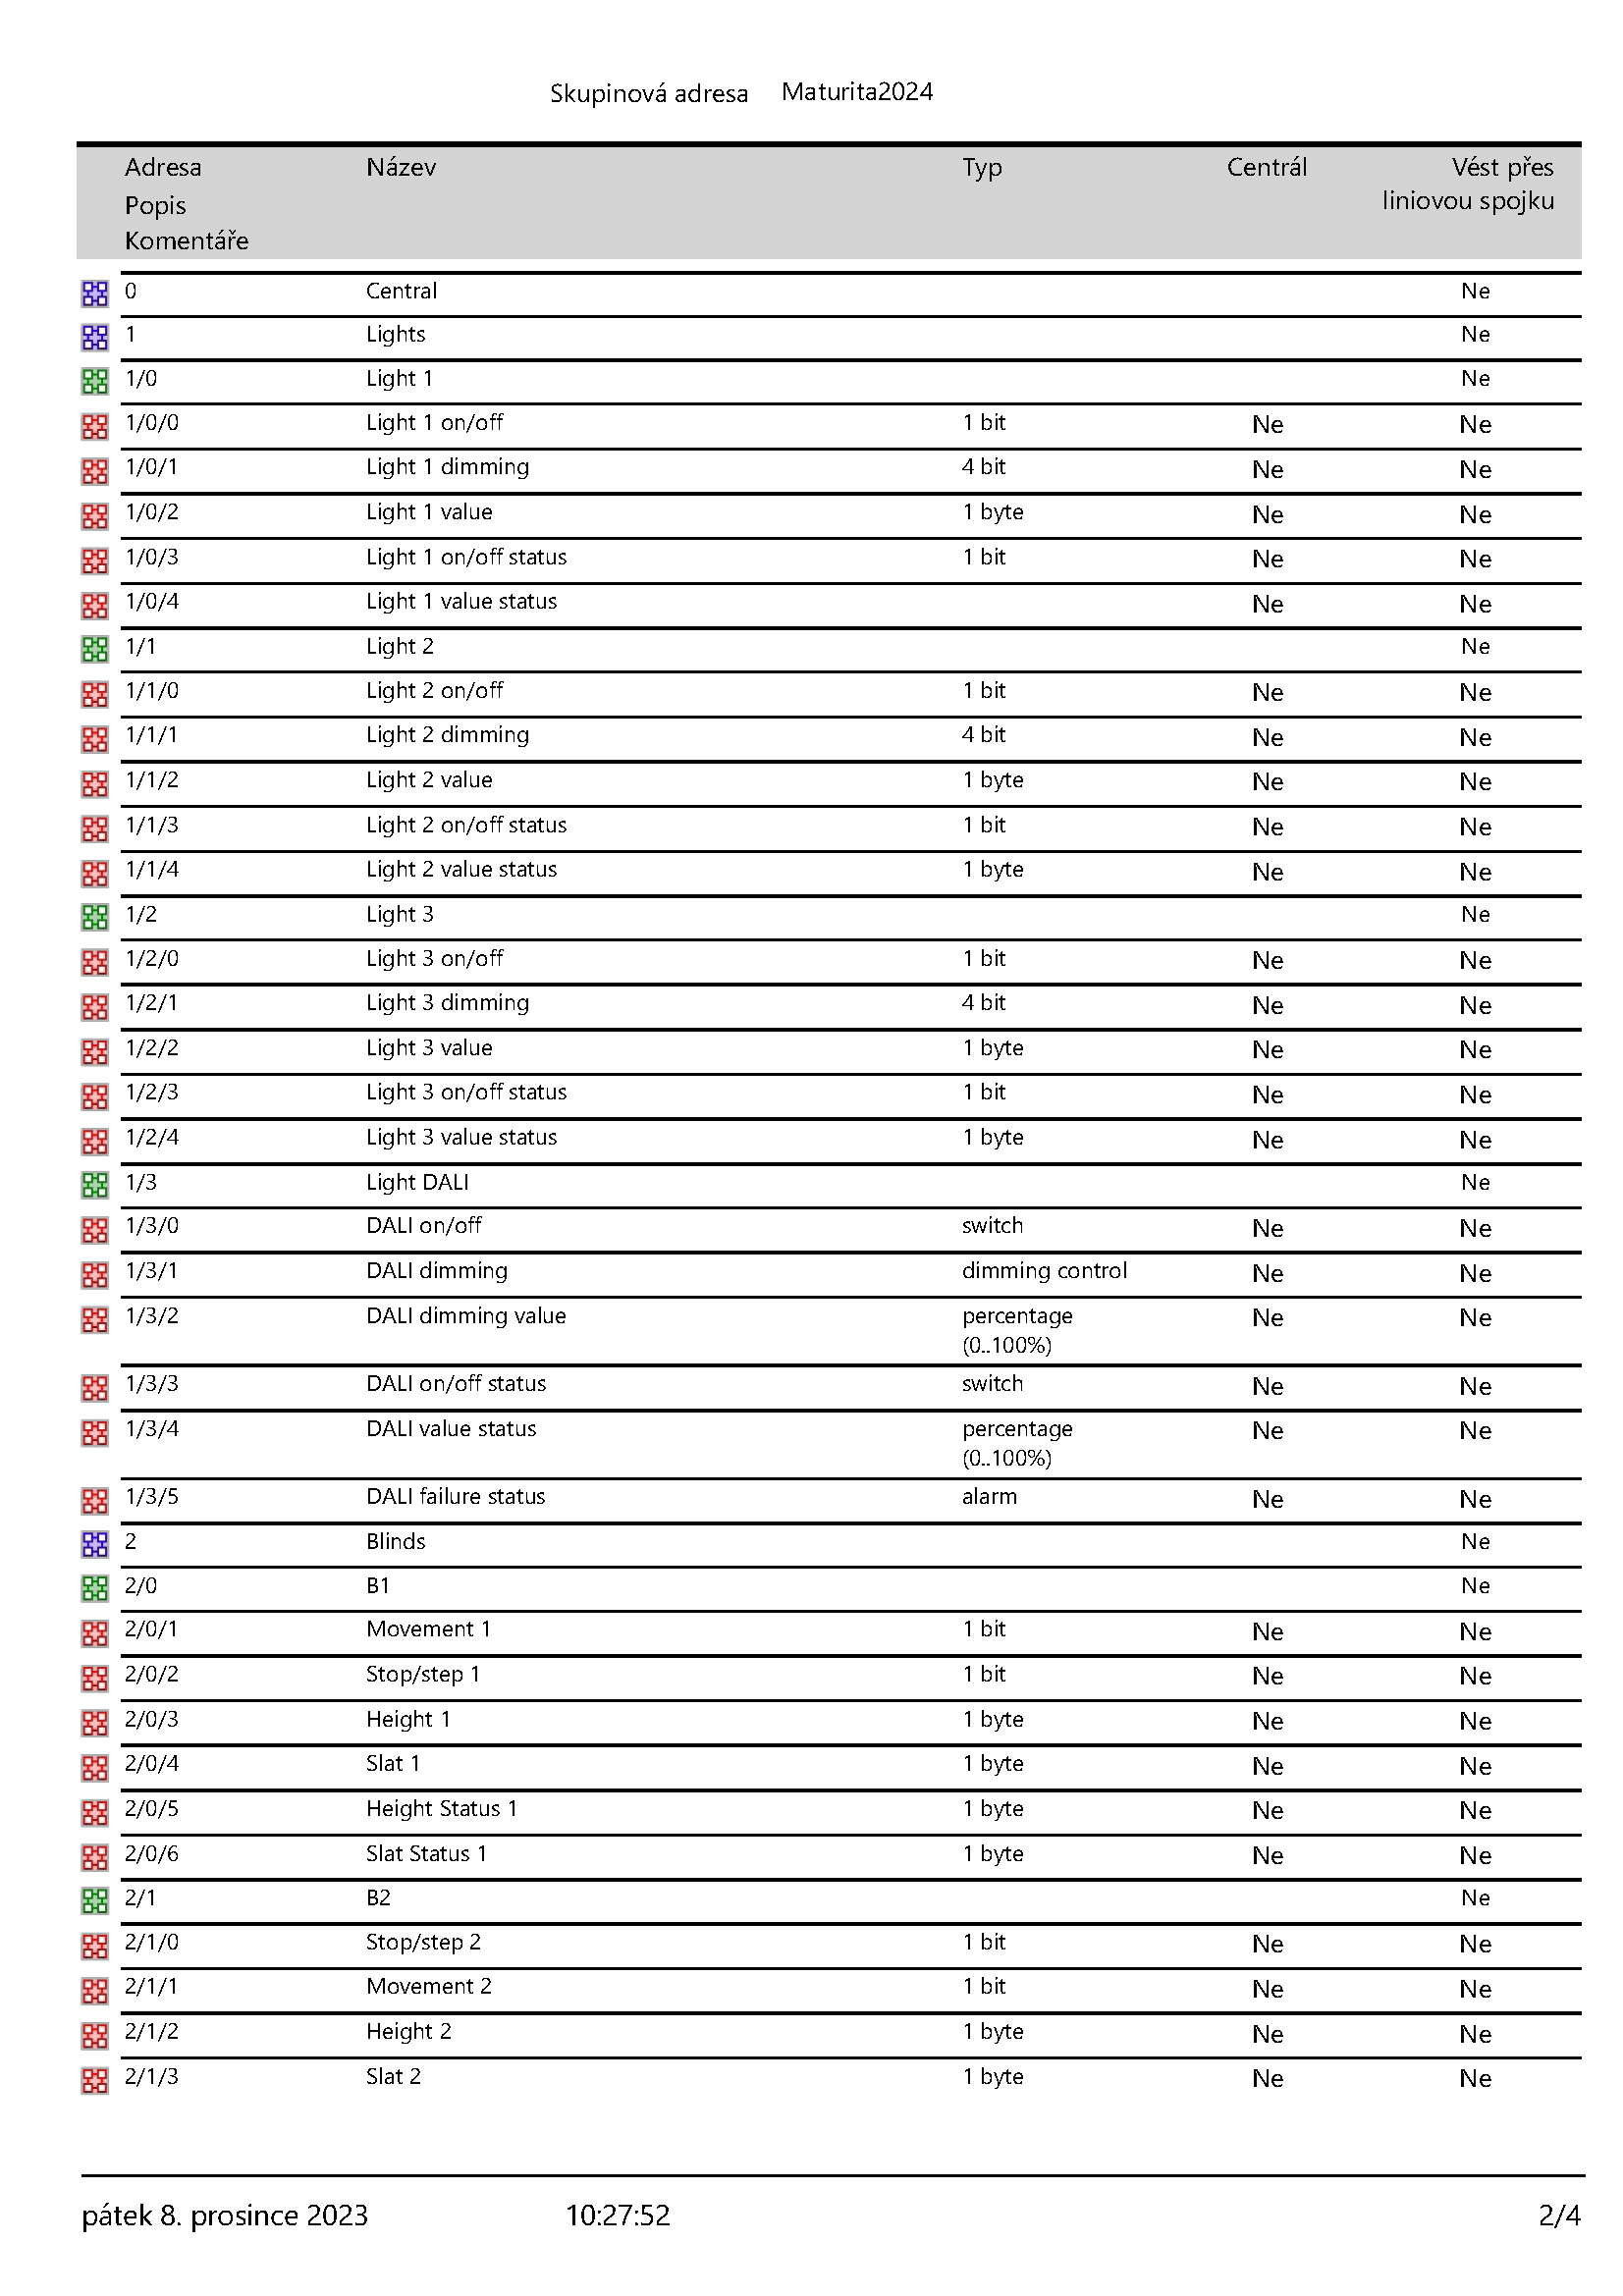 Skupinová adresa Maturita2024
Adresa Název Typ Centrál Vést přes
Popis liniovou spojku
Komentáře
0 Central Ne
1 Lights Ne
1/0 Light 1 Ne
1/0/0 Light 1 on/off 1 bit Ne Ne
1/0/1 Light 1 dimming 4 bit Ne Ne
1/0/2 Light 1 value 1 byte Ne Ne
1/0/3 Light 1 on/off status 1 bit Ne Ne
1/0/4 Light 1 value status Ne Ne
1/1 Light 2 Ne
1/1/0 Light 2 on/off 1 bit Ne Ne
1/1/1 Light 2 dimming 4 bit Ne Ne
1/1/2 Light 2 value 1 byte Ne Ne
1/1/3 Light 2 on/off status 1 bit Ne Ne
1/1/4 Light 2 value status 1 byte Ne Ne
1/2 Light 3 Ne
1/2/0 Light 3 on/off 1 bit Ne Ne
1/2/1 Light 3 dimming 4 bit Ne Ne
1/2/2 Light 3 value 1 byte Ne Ne
1/2/3 Light 3 on/off status 1 bit Ne Ne
1/2/4 Light 3 value status 1 byte Ne Ne
1/3 Light DALI Ne
1/3/0 DALI on/off switch Ne Ne
1/3/1 DALI dimming dimming control Ne Ne
1/3/2 DALI dimming value percentage Ne Ne
(0..100%)
1/3/3 DALI on/off status switch Ne Ne
1/3/4 DALI value status percentage Ne Ne
(0..100%)
1/3/5 DALI failure status alarm Ne Ne
2 Blinds Ne
2/0 B1 Ne
2/0/1 Movement 1 1 bit Ne Ne
2/0/2 Stop/step 1 1 bit Ne Ne
2/0/3 Height 1 1 byte Ne Ne
2/0/4 Slat 1 1 byte Ne Ne
2/0/5 Height Status 1 1 byte Ne Ne
2/0/6 Slat Status 1 1 byte Ne Ne
2/1 B2 Ne
2/1/0 Stop/step 2 1 bit Ne Ne
2/1/1 Movement 2 1 bit Ne Ne
2/1/2 Height 2 1 byte Ne Ne
2/1/3 Slat 2 1 byte Ne Ne
pátek 8. prosince 2023 10:27:52 2/4